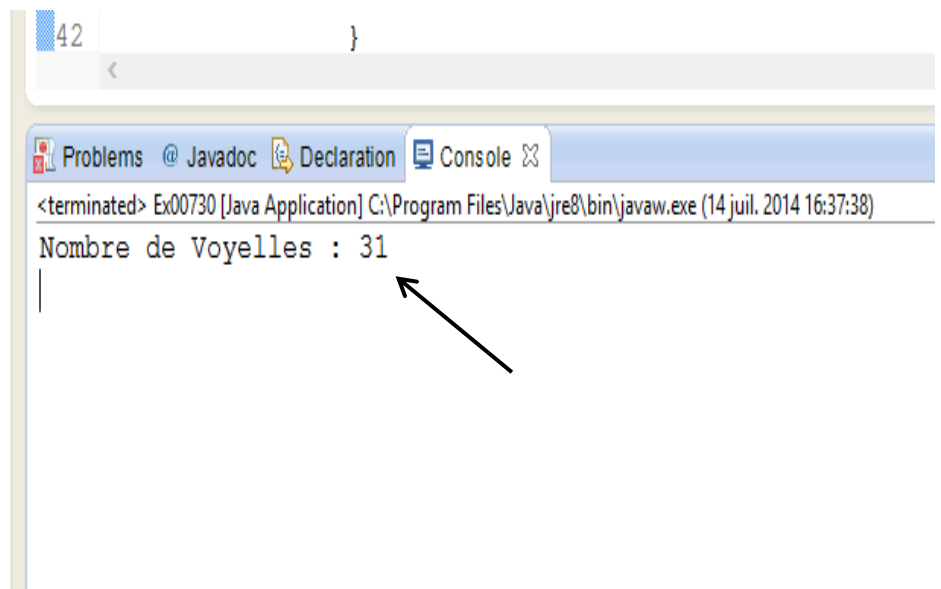 42 }
Problems @ Javadoc Declaration Console
<terminated> Ex00730 [Java Application] C:\Program Files\Java\jre8\bin\javaw.exe (14 juil. 2014 16:37:38)
Nombre de Voyelles : 31